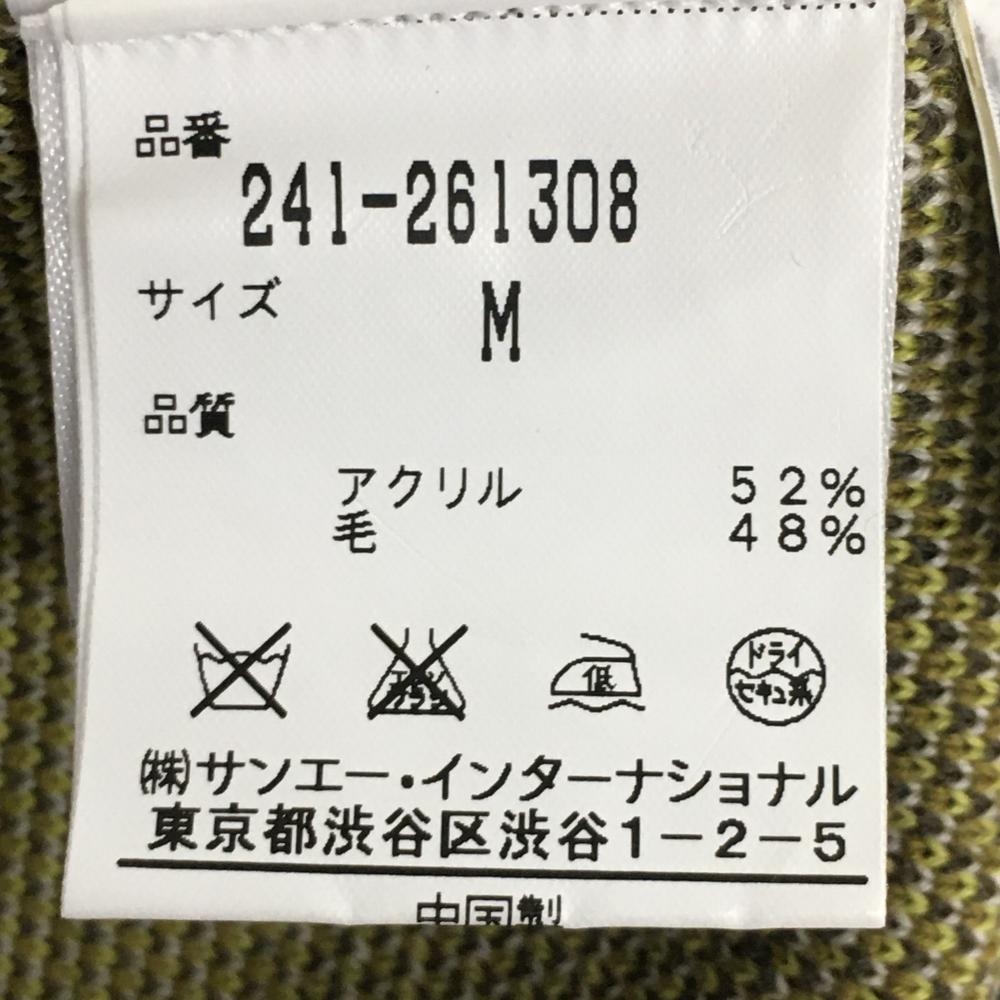 品番
241-261308
サイズ M
品質
アクリル 52%
毛 48%
低
ドライ
セキユ系
㈱サンエー・インターナショナル
東京都渋谷区渋谷1-2-5
中国製